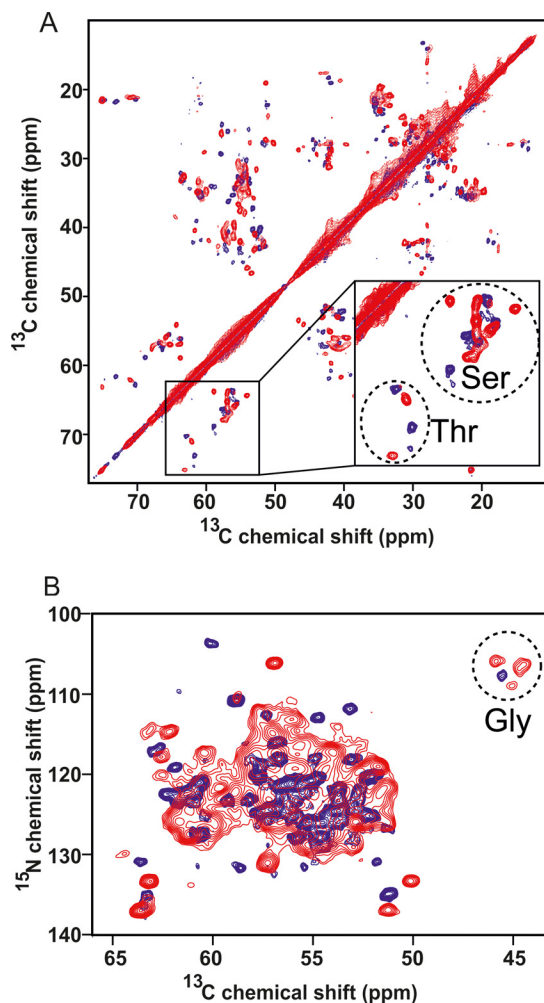 A
20
30
40
50
60
70
13C chemical shift (ppm)
Ser
Thr
70 60 50 40 30 20
13C chemical shift (ppm)
B
100
110
120
130
140
15N chemical shift (ppm)
Gly
65 60 55 50 45
13C chemical shift (ppm)